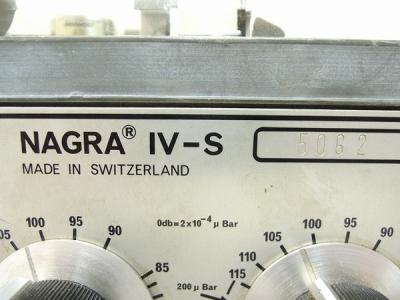 NAGRA® IV-S 5062
MADE IN SWITZERLAND
0db=2x10⁻⁴ µ Bar
105 100 95 90 85
200 µ Bar
115 110 105 100 95 90